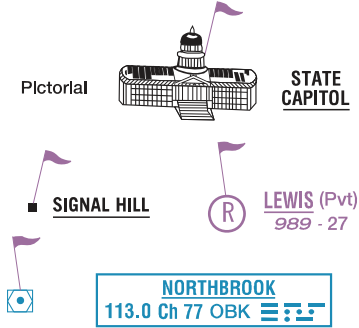 Pictorial
STATE
CAPITOL
SIGNAL HILL
R
LEWIS (Pvt)
989 - 27
NORTHBROOK
113.0 Ch 77 OBK